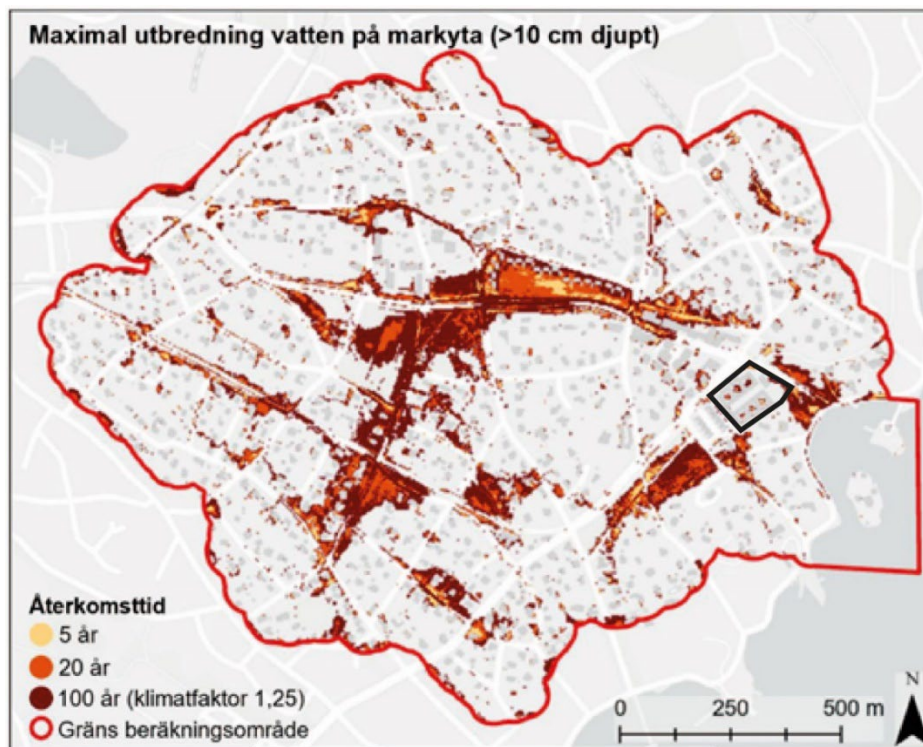 Maximal utbredning vatten på markyta (>10 cm djupt)
Återkomsttid
5 år
20 år
100 år (klimatfaktor 1,25)
Gräns beräkningsområde
N
0 250 500 m